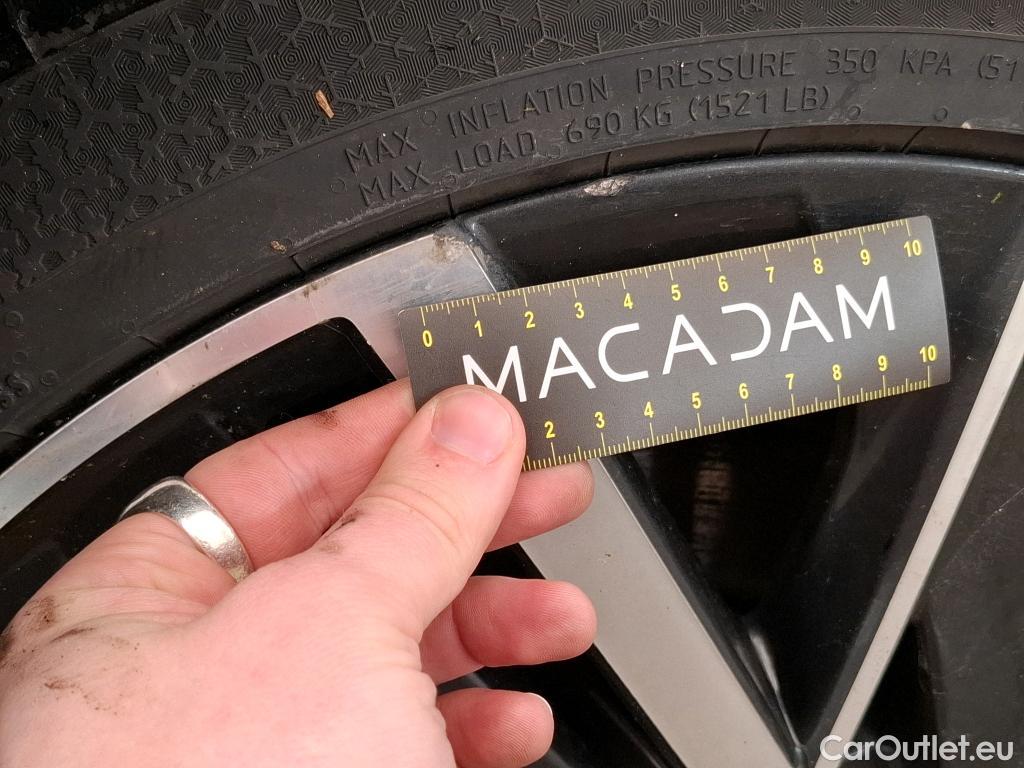 MAX INFLATION PRESSURE 350 KPA (51
MAX LOAD 690 KG (1521 LB)
0 1 2 3 4 5 6 7 8 9 10
MACADAM
2 3 4 5 6 7 8 9 10
CarOutlet.eu